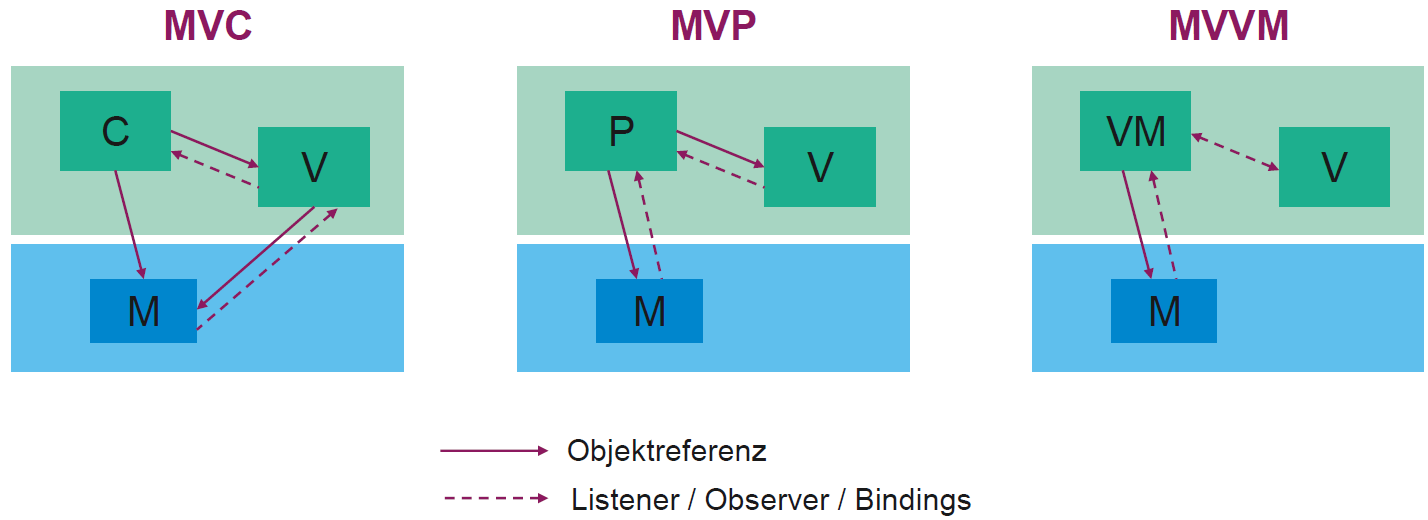 MVC
MVP
MVVM
C
V
M
P
V
M
VM
V
M
Objektreferenz
Listener / Observer / Bindings